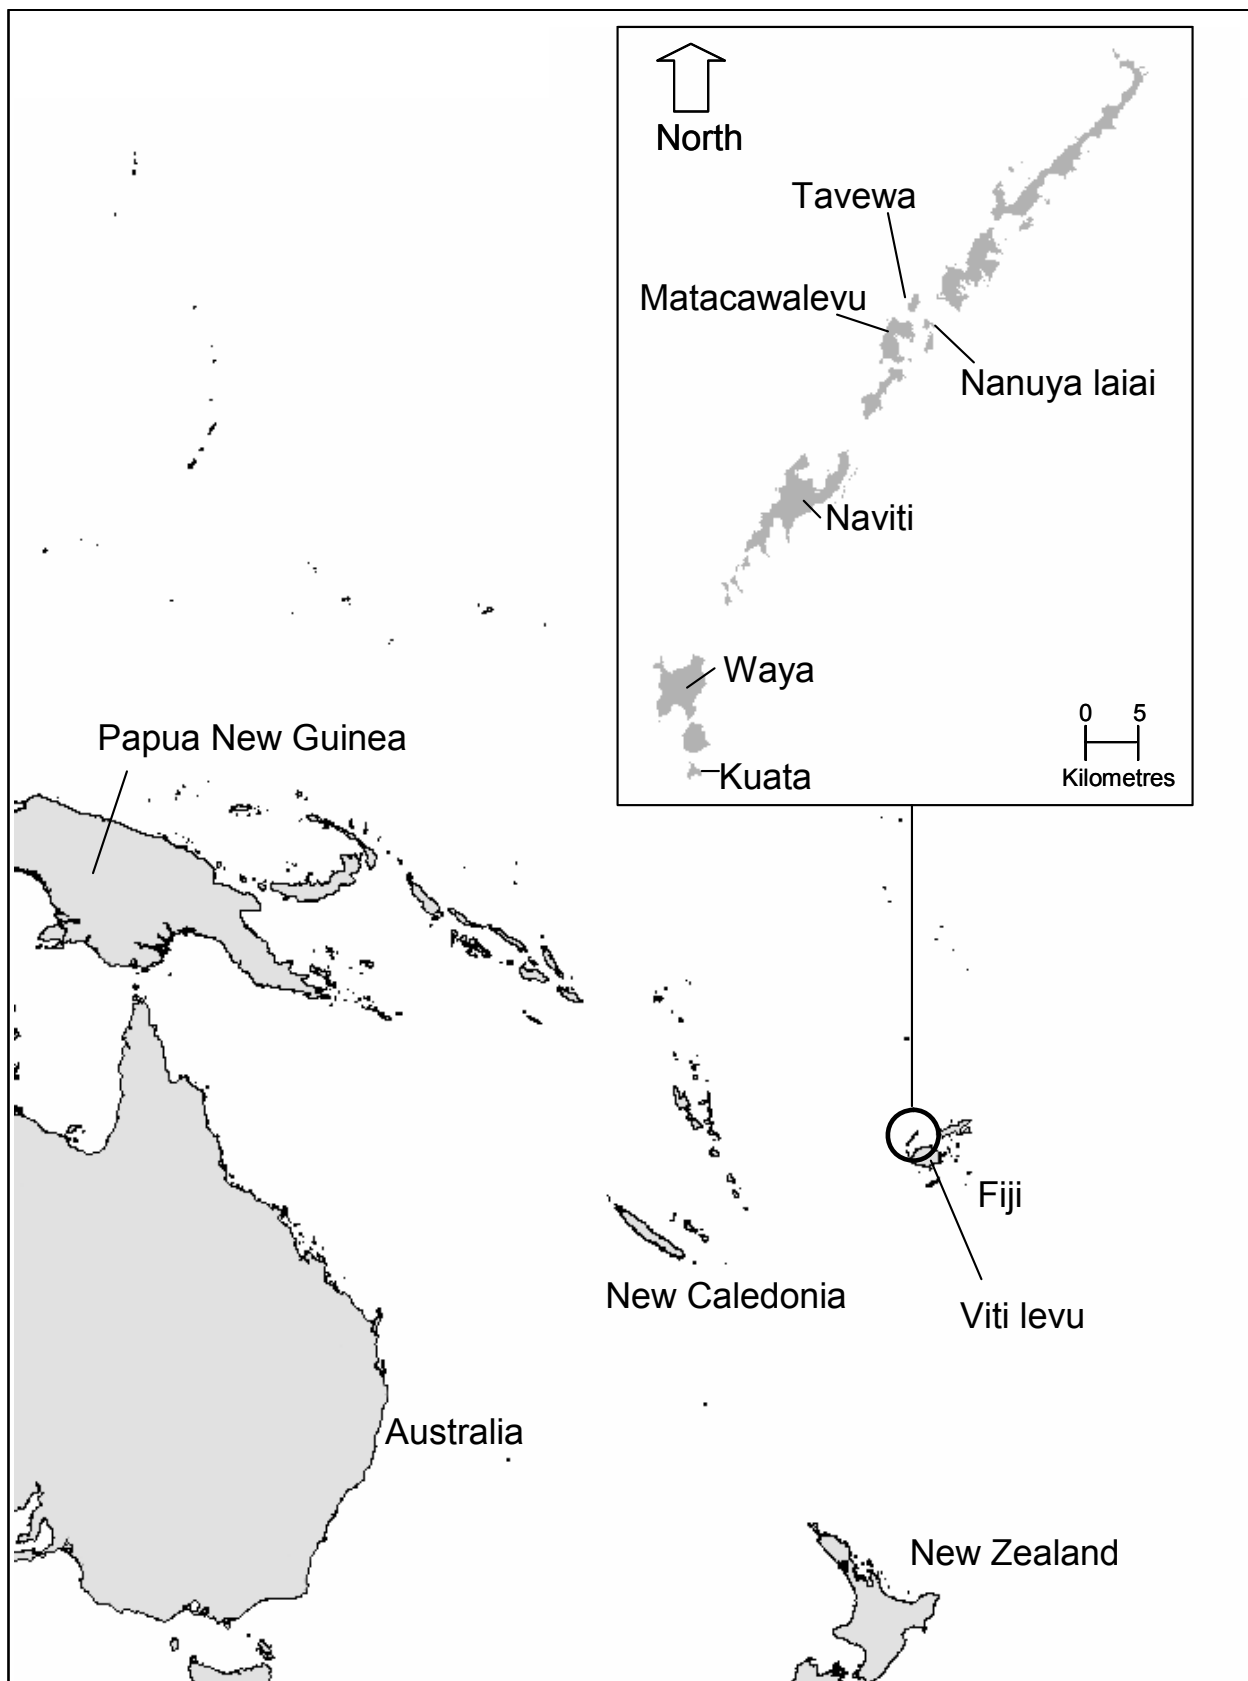 North
Tavewa
Matacawalevu
Nanuya laiai
Naviti
Waya
0 5
Kilometres
Kuata
Papua New Guinea
Fiji
New Caledonia
Viti levu
Australia
New Zealand